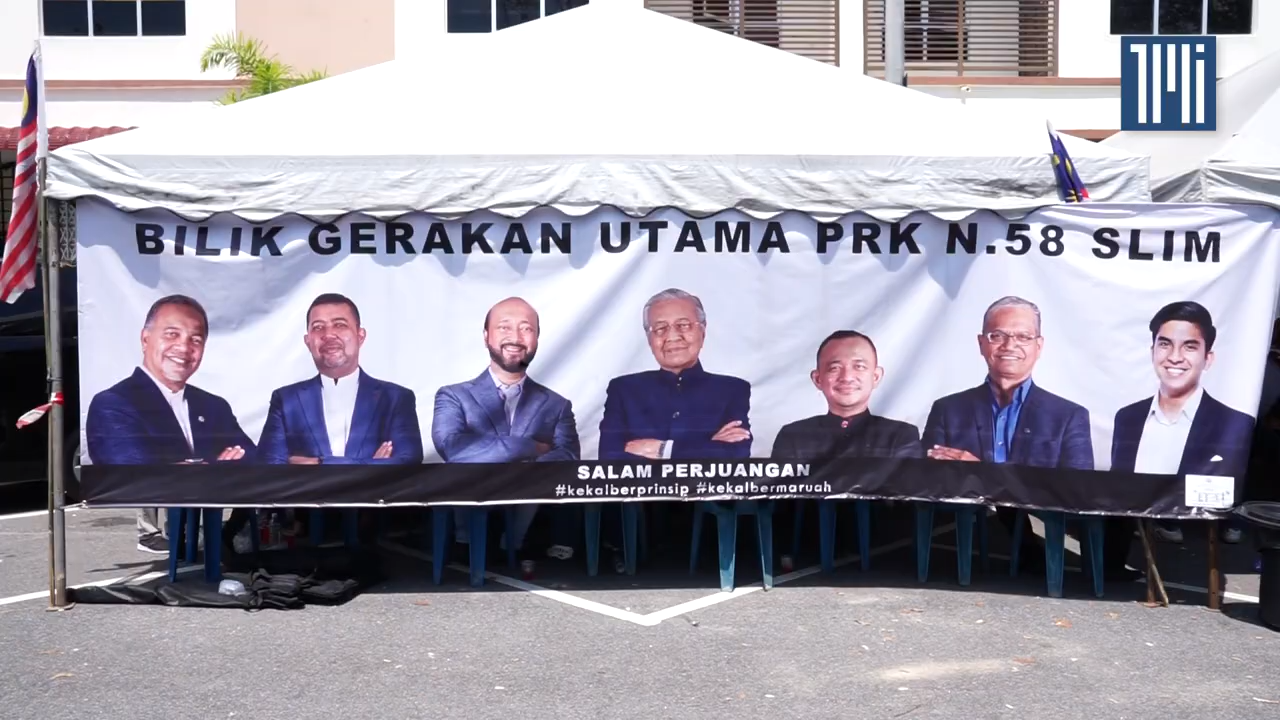 BILIK GERAKAN UTAMA PRK N.58 SLIM
SALAM PERJUANGAN
#kekalberprinsip #kekalbermaruah